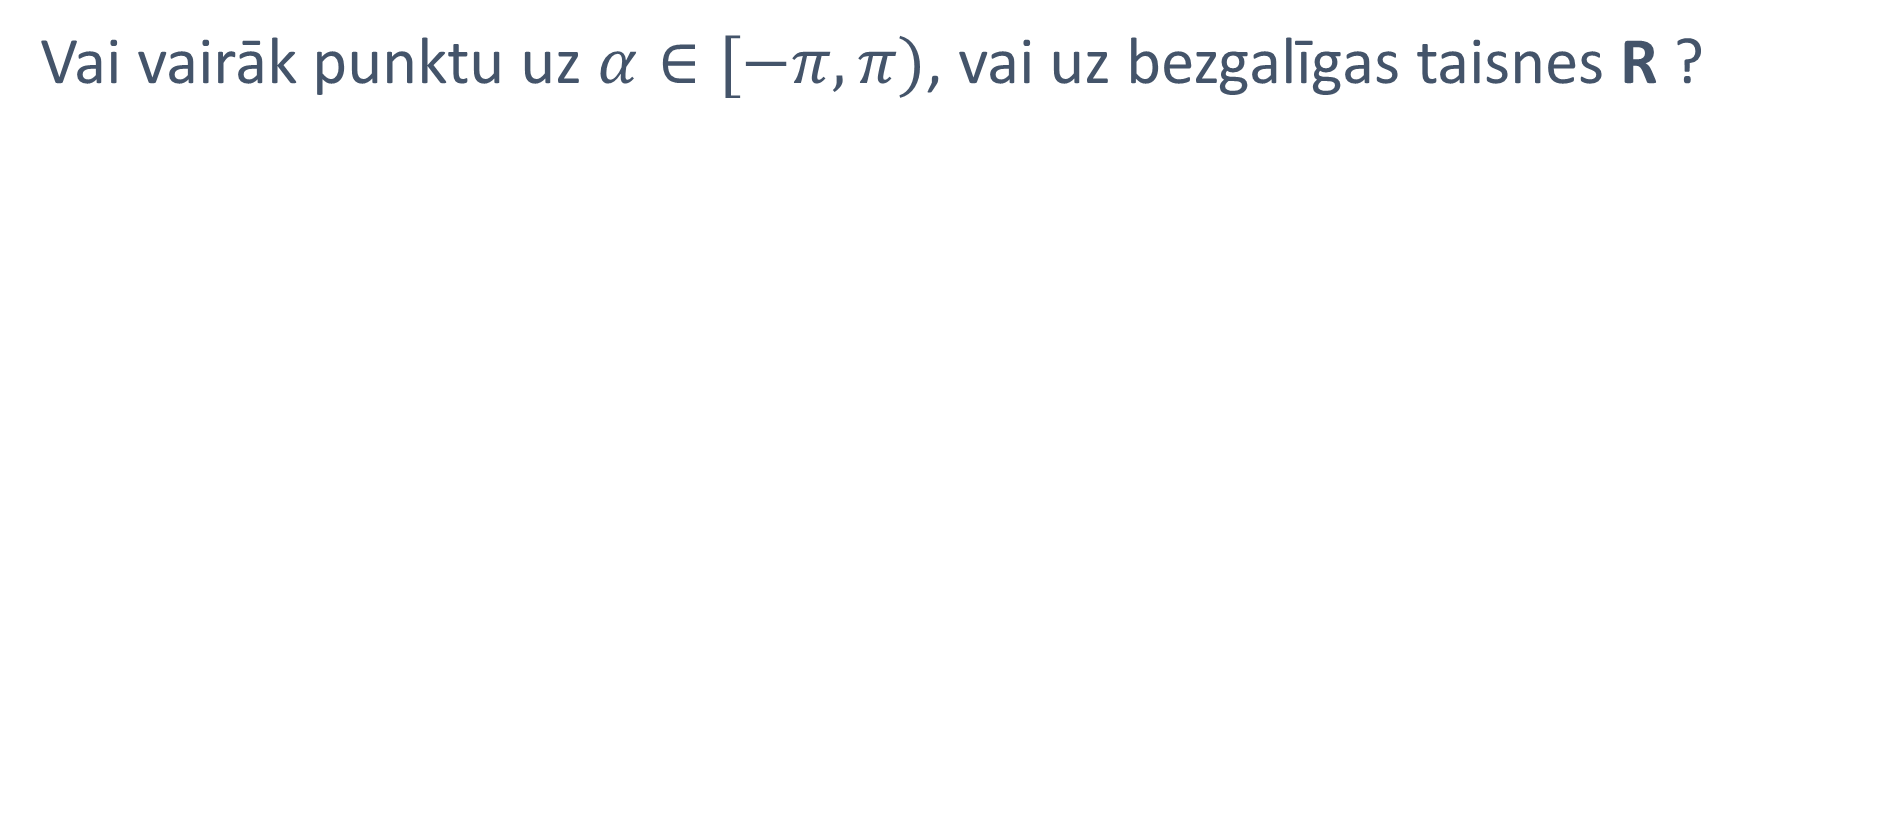 Vai vairāk punktu uz 𝛼 ∈ [−𝜋, 𝜋), vai uz bezgalīgas taisnes R ?